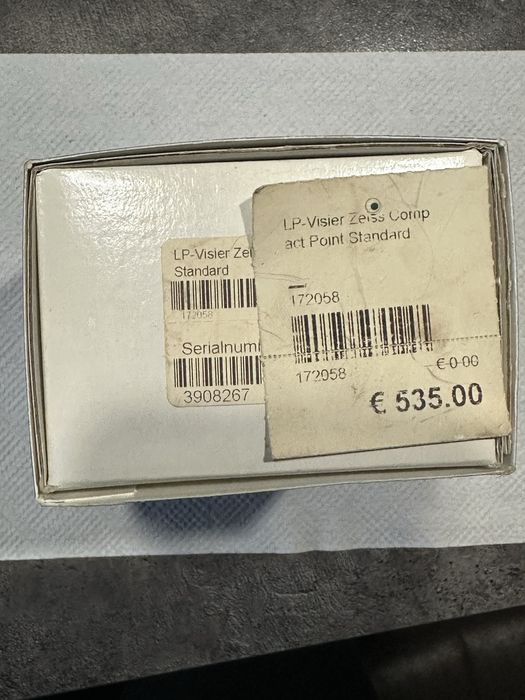 LP-Visier Zei
Standard
172058
Serialnum
3908267
LP-Visier Zeiss Comp
act Point Standard
172058
172058
€ 0.00
€ 535.00